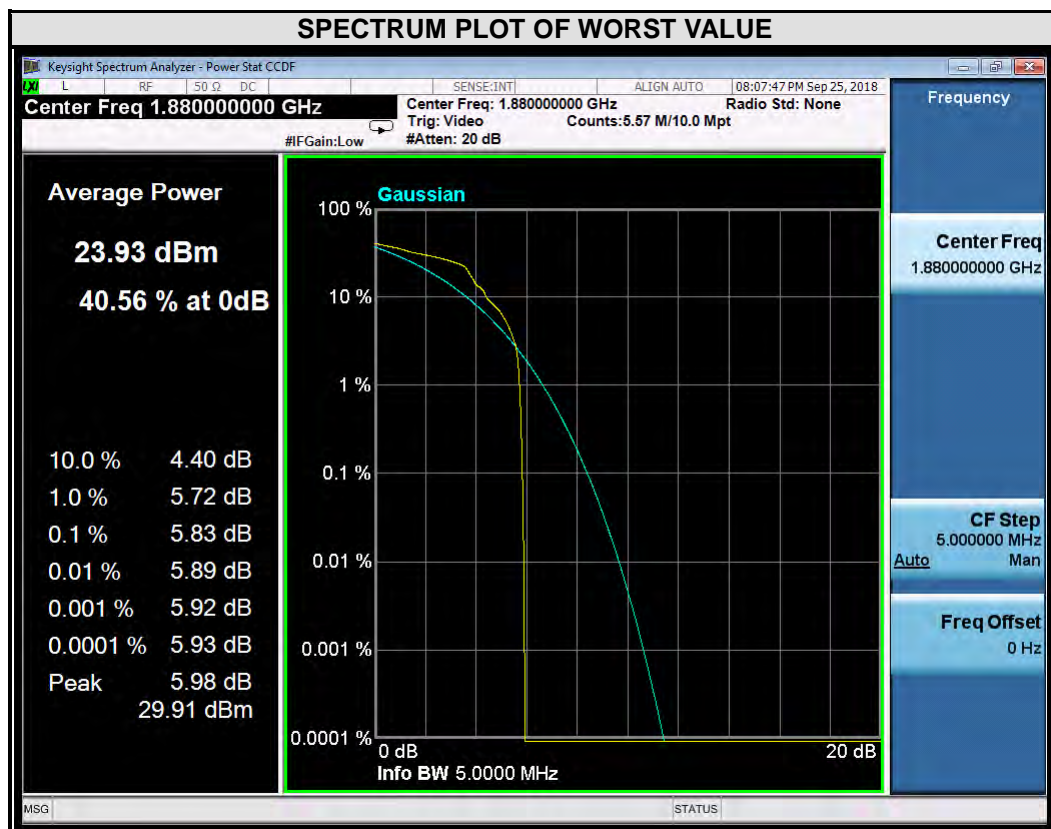 SPECTRUM PLOT OF WORST VALUE
Keysight Spectrum Analyzer - Power Stat CCDF
LXI L RF 50 Ω DC SENSE:INT ALIGN AUTO 08:07:47 PM Sep 25, 2018
Center Freq 1.880000000 GHz
Center Freq: 1.880000000 GHz Radio Std: None
Trig: Video Counts:5.57 M/10.0 Mpt
#IFGain:Low #Atten: 20 dB
Frequency
Average Power
23.93 dBm
40.56 % at 0dB
10.0 % 4.40 dB
1.0 % 5.72 dB
0.1 % 5.83 dB
0.01 % 5.89 dB
0.001 % 5.92 dB
0.0001 % 5.93 dB
Peak 5.98 dB
29.91 dBm
Gaussian
100 %
10 %
1 %
0.1 %
0.01 %
0.001 %
0.0001 %
0 dB 20 dB
Info BW 5.0000 MHz
Center Freq
1.880000000 GHz
CF Step
5.000000 MHz
Auto Man
Freq Offset
0 Hz
MSG STATUS